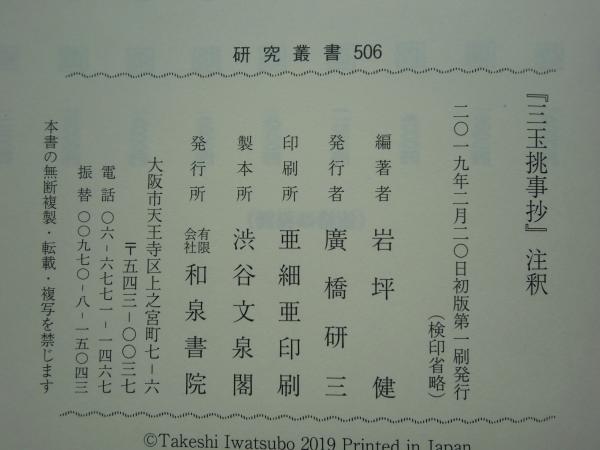 研究叢書 506
『三玉挑事抄』注釈
二〇一九年二月二〇日初版第一刷発行
(検印省略)
編著者 岩坪健
発行者 廣橋研三
印刷所 亜細亜印刷
製本所 渋谷文泉閣
発行所 有限会社 和泉書院
大阪市天王寺区上之宮町七-六
〒五四三-〇〇三七
電話 〇六-六七七一-一四六七
振替 〇〇九七〇-八-一五〇四三
本書の無断複製・転載・複写を禁じます
©Takeshi Iwatsubo 2019 Printed in Japan